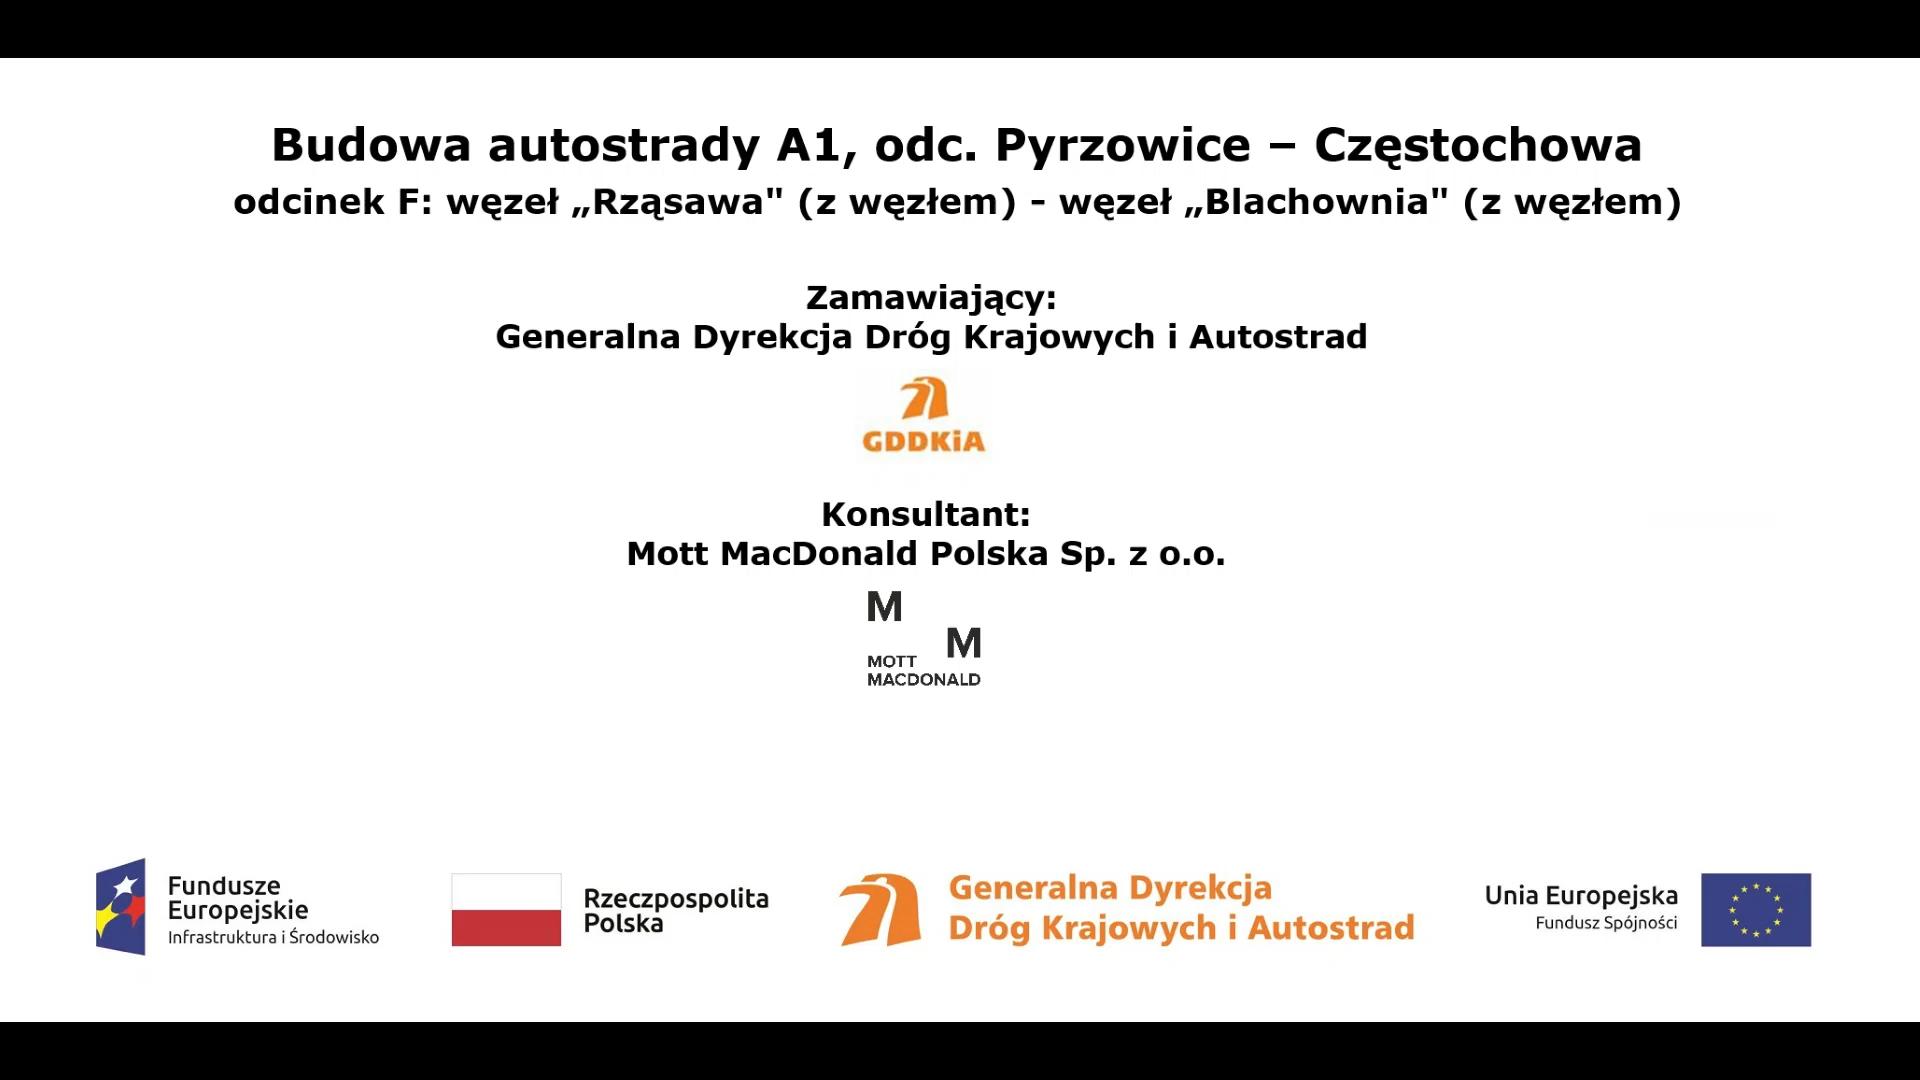 Budowa autostrady A1, odc. Pyrzowice – Częstochowa
odcinek F: węzeł „Rząsawa" (z węzłem) - węzeł „Blachownia" (z węzłem)
Zamawiający:
Generalna Dyrekcja Dróg Krajowych i Autostrad
GDDKiA
Konsultant:
Mott MacDonald Polska Sp. z o.o.
M
M
MOTT
MACDONALD
Fundusze
Europejskie
Infrastruktura i Środowisko
Rzeczpospolita
Polska
Generalna Dyrekcja
Dróg Krajowych i Autostrad
Unia Europejska
Fundusz Spójności